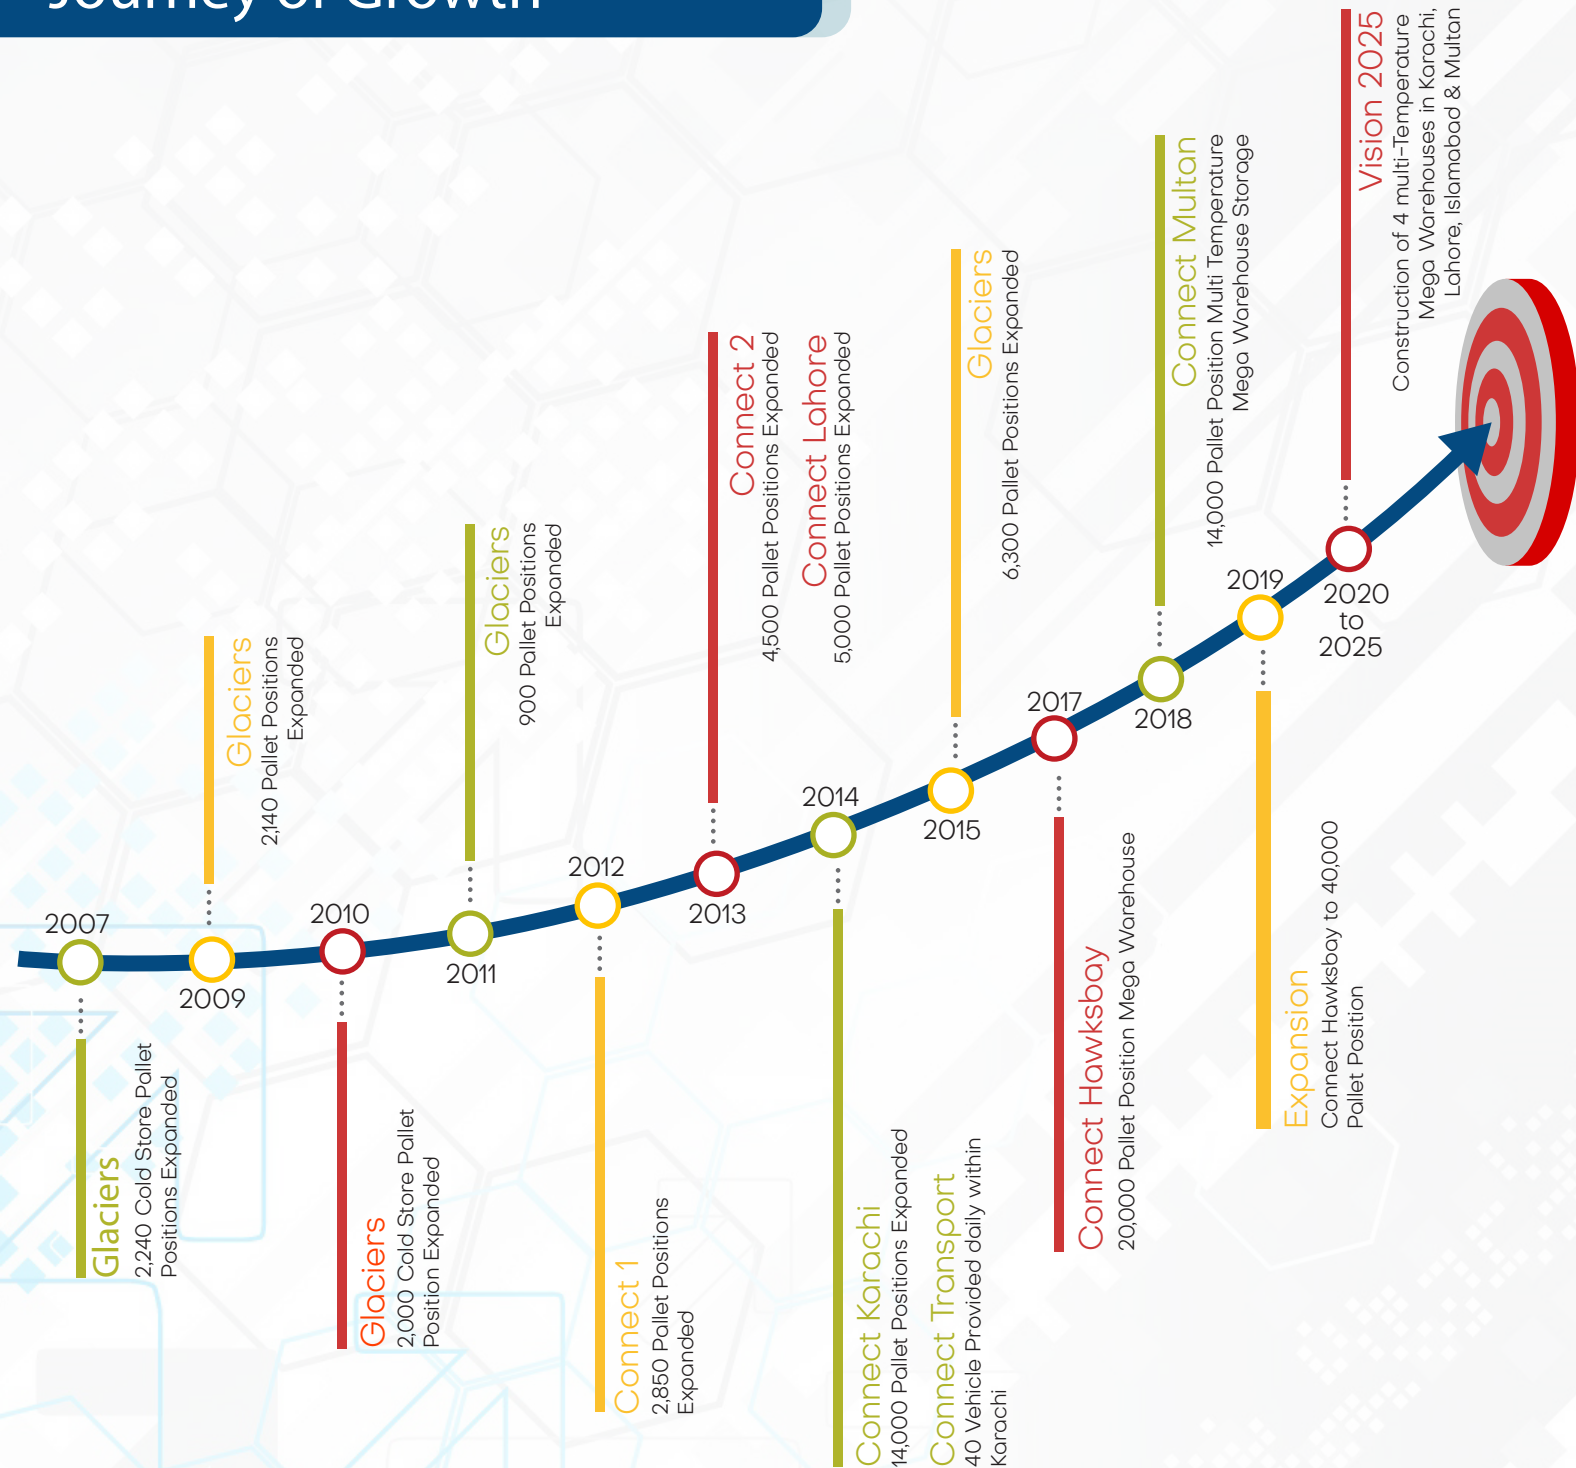 Journey of Growth
2007
Glaciers
2,240 Cold Store Pallet
Positions Expanded
2009
Glaciers
2,140 Pallet Positions
Expanded
2010
Glaciers
2,000 Cold Store Pallet
Position Expanded
2011
Glaciers
900 Pallet Positions
Expanded
2012
Connect 1
2,850 Pallet Positions
Expanded
2013
Connect 2
4,500 Pallet Positions Expanded
Connect Lahore
5,000 Pallet Positions Expanded
2014
Connect Karachi
14,000 Pallet Positions Expanded
Connect Transport
40 Vehicle Provided daily within
Karachi
2015
Glaciers
6,300 Pallet Positions Expanded
2017
Connect Hawksbay
20,000 Pallet Position Mega Warehouse
2018
Connect Multan
14,000 Pallet Position Multi Temperature
Mega Warehouse Storage
2019
Expansion
Connect Hawksbay to 40,000
Pallet Position
2020
to
2025
Vision 2025
Construction of 4 multi-Temperature
Mega Warehouses in Karachi,
Lahore, Islamabad & Multan